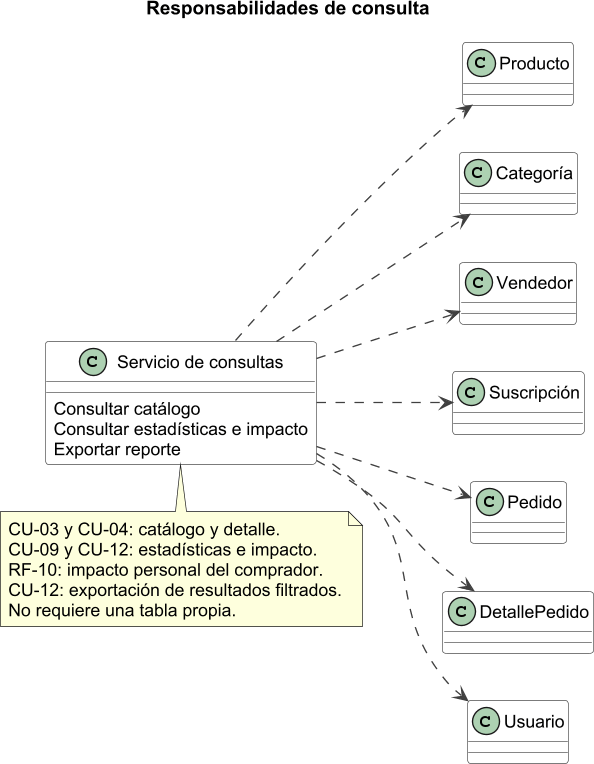 Responsabilidades de consulta
C Producto
C Categoría
C Vendedor
C Servicio de consultas
Consultar catálogo
Consultar estadísticas e impacto
Exportar reporte
C Suscripción
C Pedido
CU-03 y CU-04: catálogo y detalle.
CU-09 y CU-12: estadísticas e impacto.
RF-10: impacto personal del comprador.
CU-12: exportación de resultados filtrados.
No requiere una tabla propia.
C DetallePedido
C Usuario